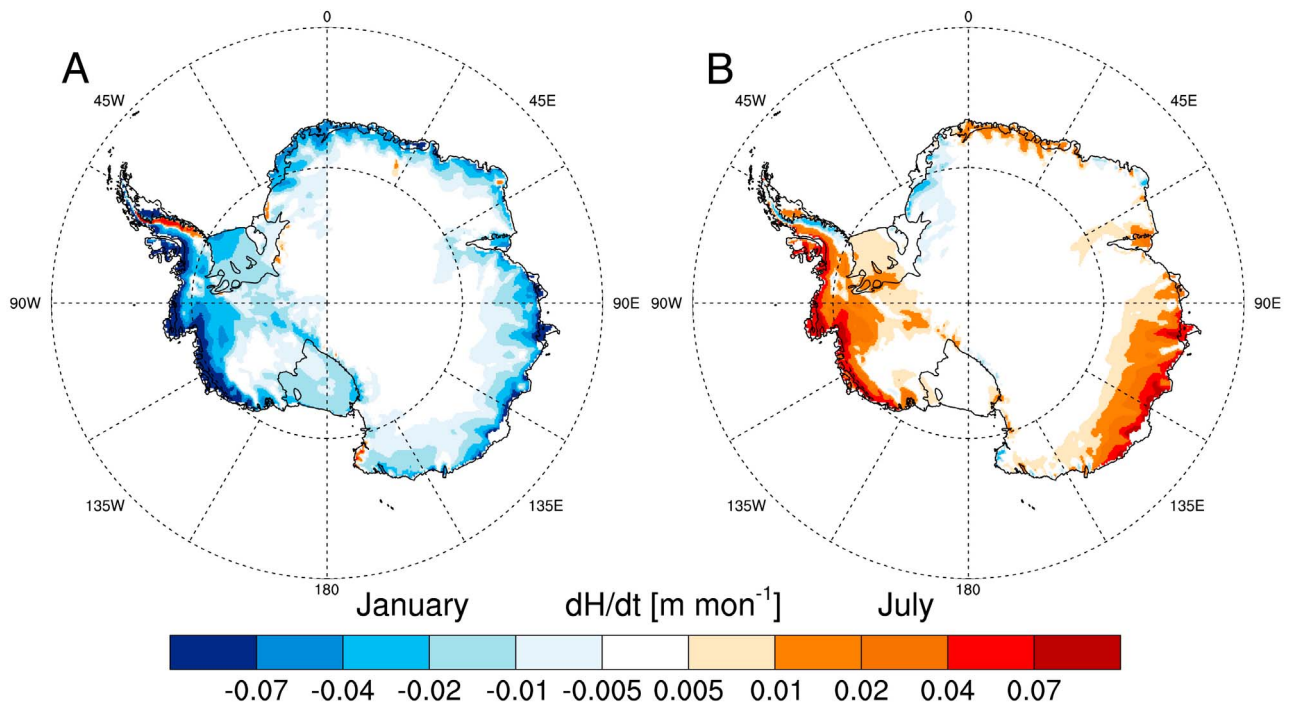 0 0
A B
45W 45E 45W 45E
90W 90E 90W 90E
135W 135E 135W 135E
180 180
January dH/dt [m mon⁻¹] July
-0.07 -0.04 -0.02 -0.01 -0.005 0.005 0.01 0.02 0.04 0.07